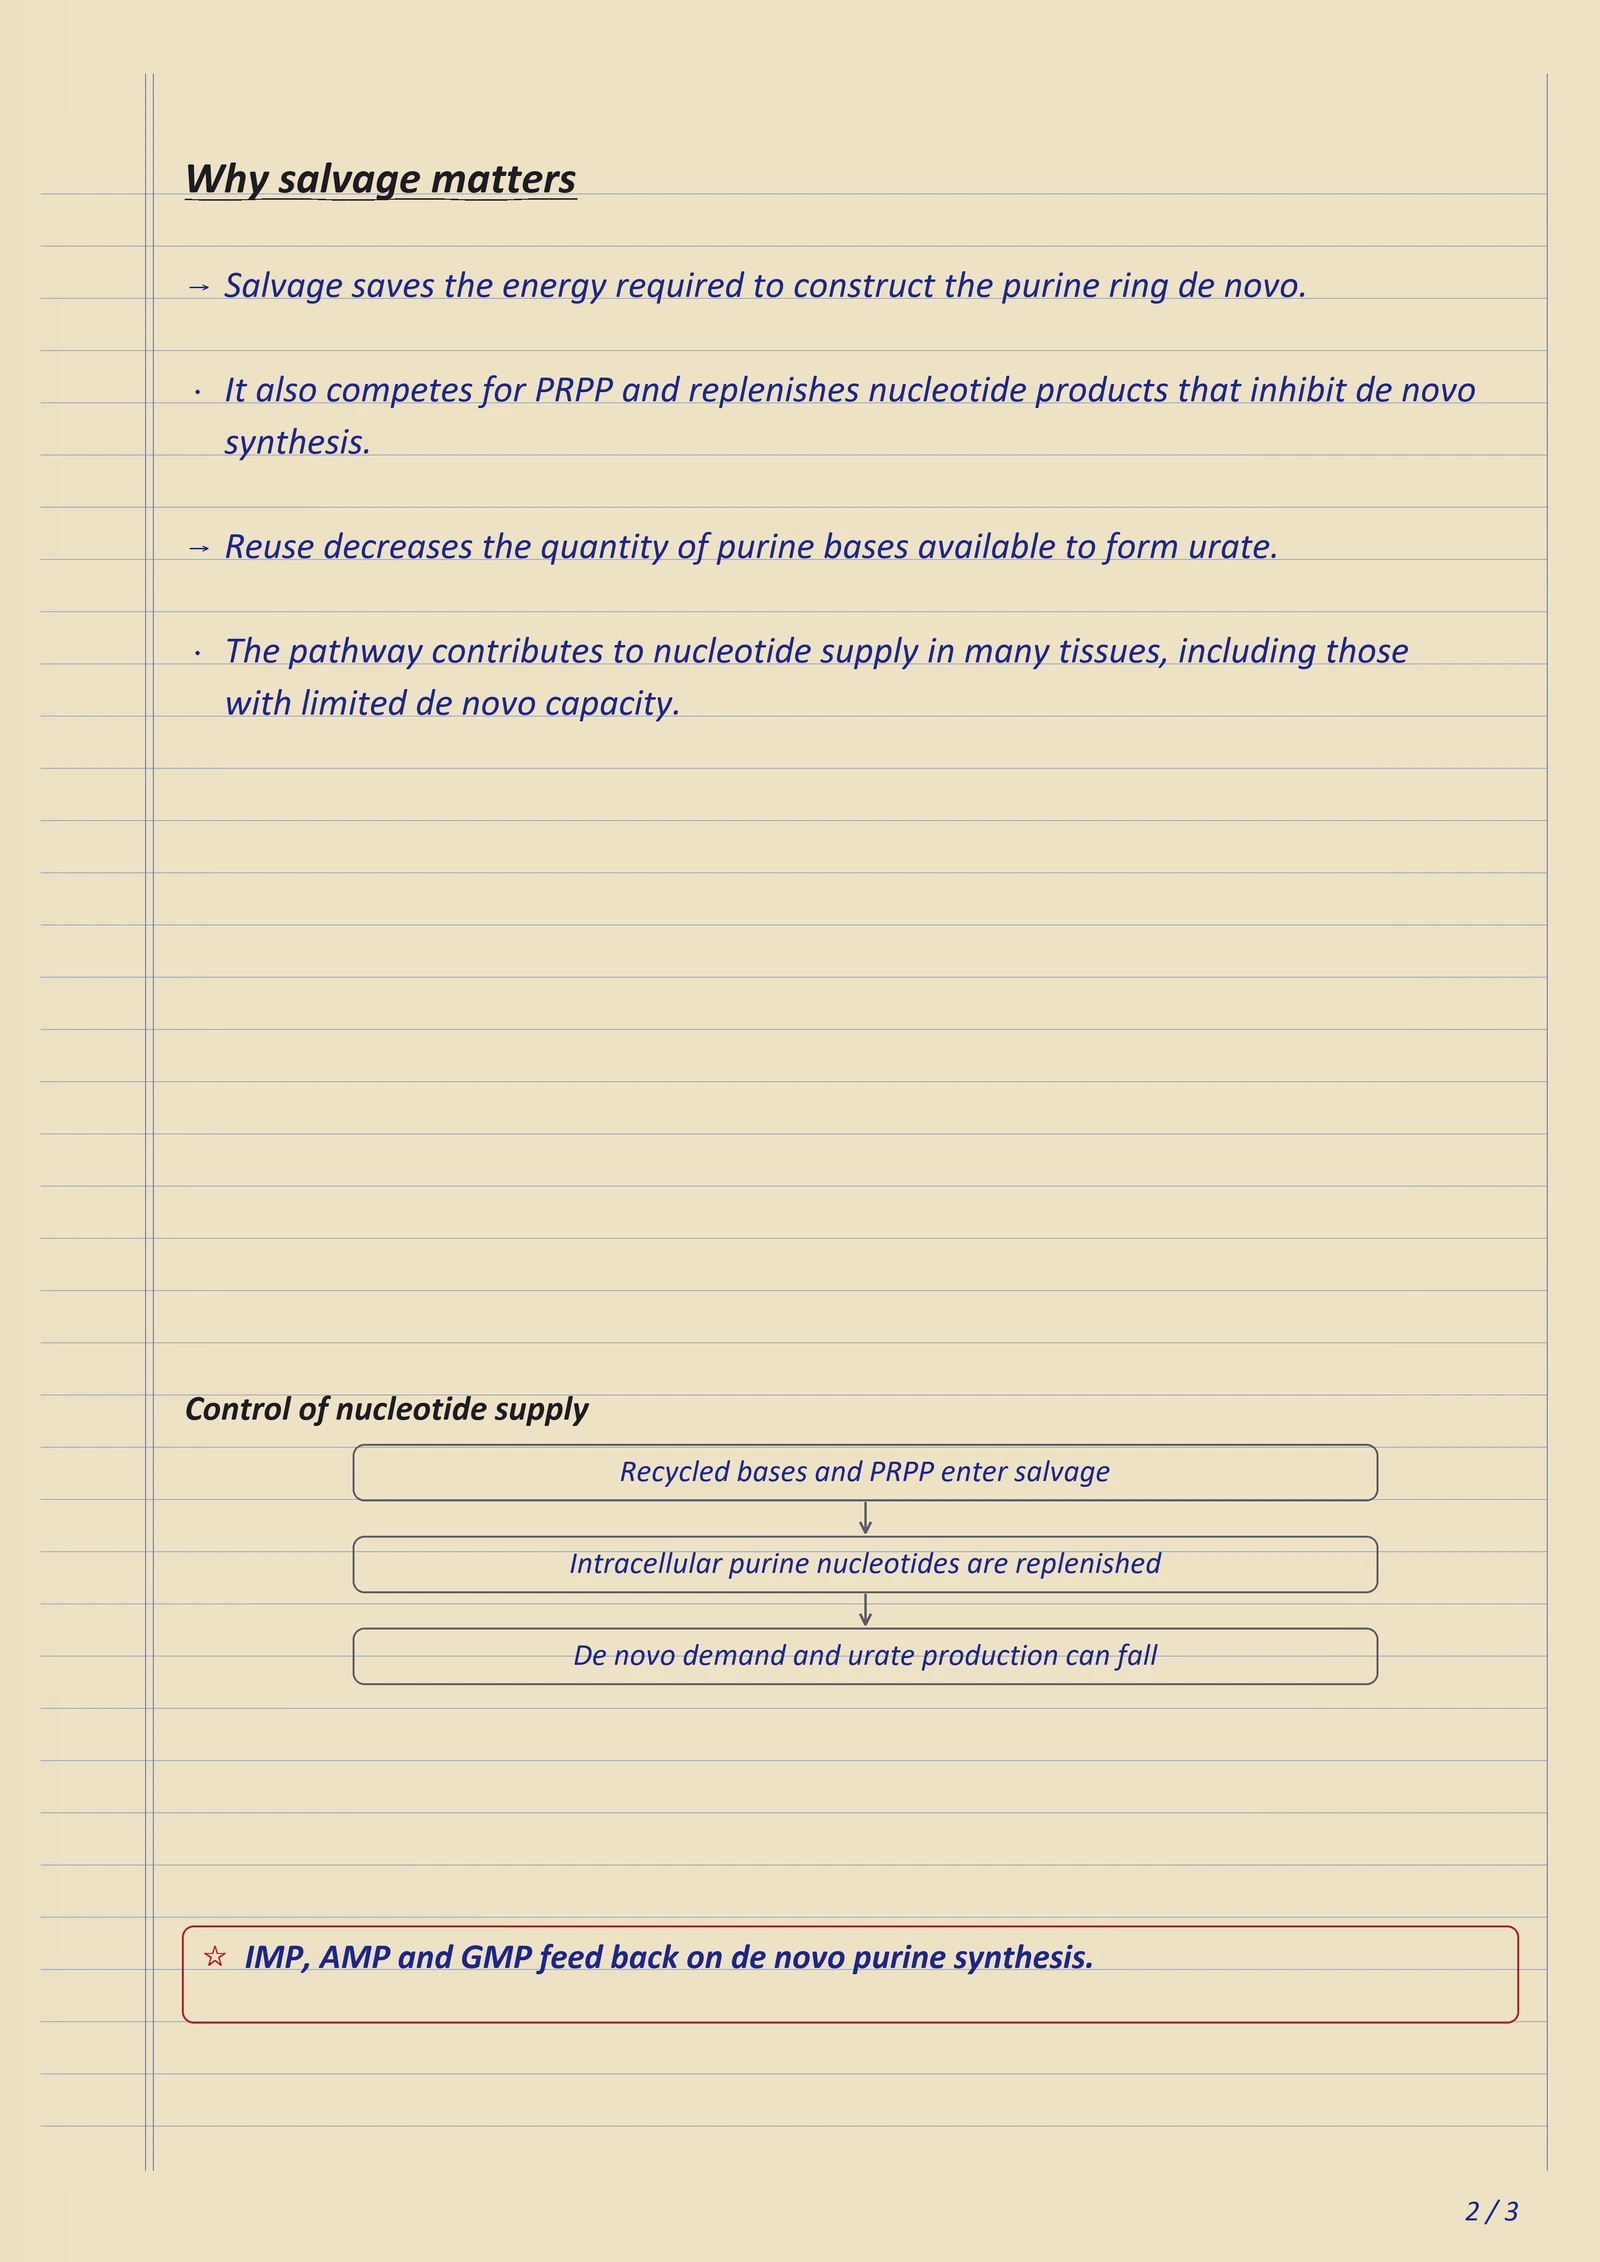 Why salvage matters
→ Salvage saves the energy required to construct the purine ring de novo.
· It also competes for PRPP and replenishes nucleotide products that inhibit de novo
synthesis.
→ Reuse decreases the quantity of purine bases available to form urate.
· The pathway contributes to nucleotide supply in many tissues, including those
with limited de novo capacity.
Control of nucleotide supply
Recycled bases and PRPP enter salvage
Intracellular purine nucleotides are replenished
De novo demand and urate production can fall
☆ IMP, AMP and GMP feed back on de novo purine synthesis.
2 / 3